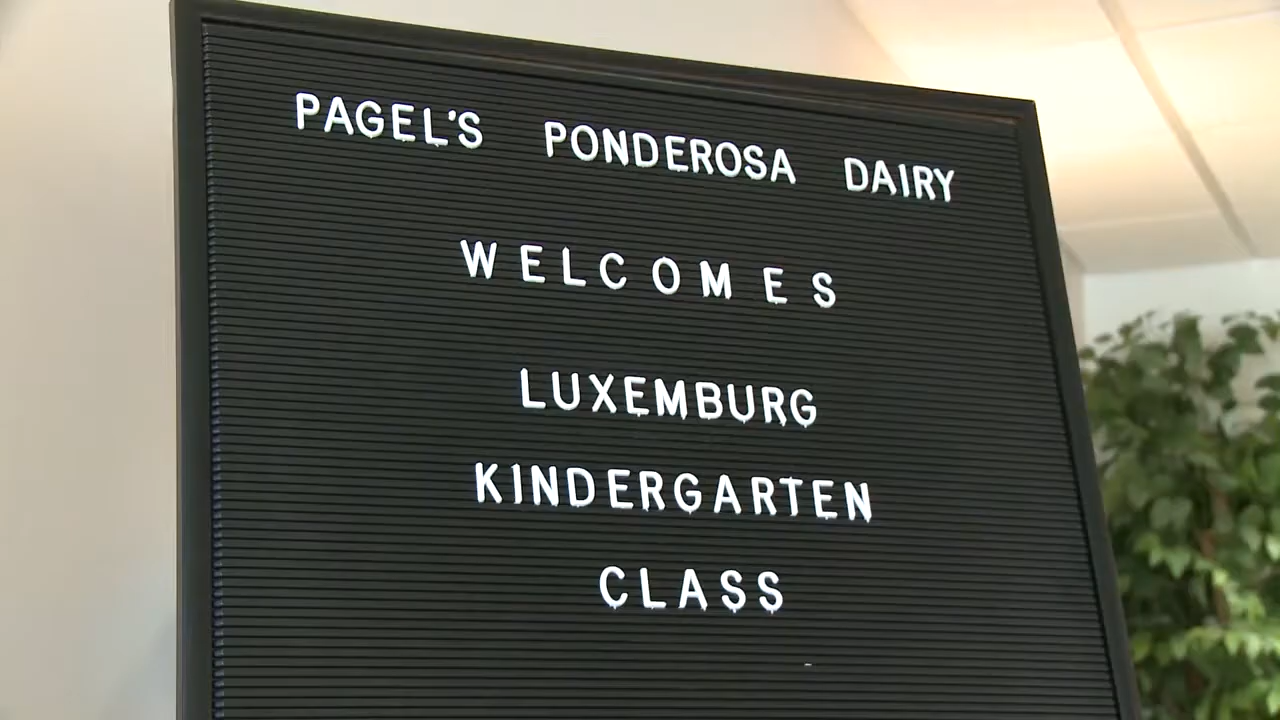 PAGEL'S PONDEROSA DAIRY
WELCOMES
LUXEMBURG
KINDERGARTEN
CLASS